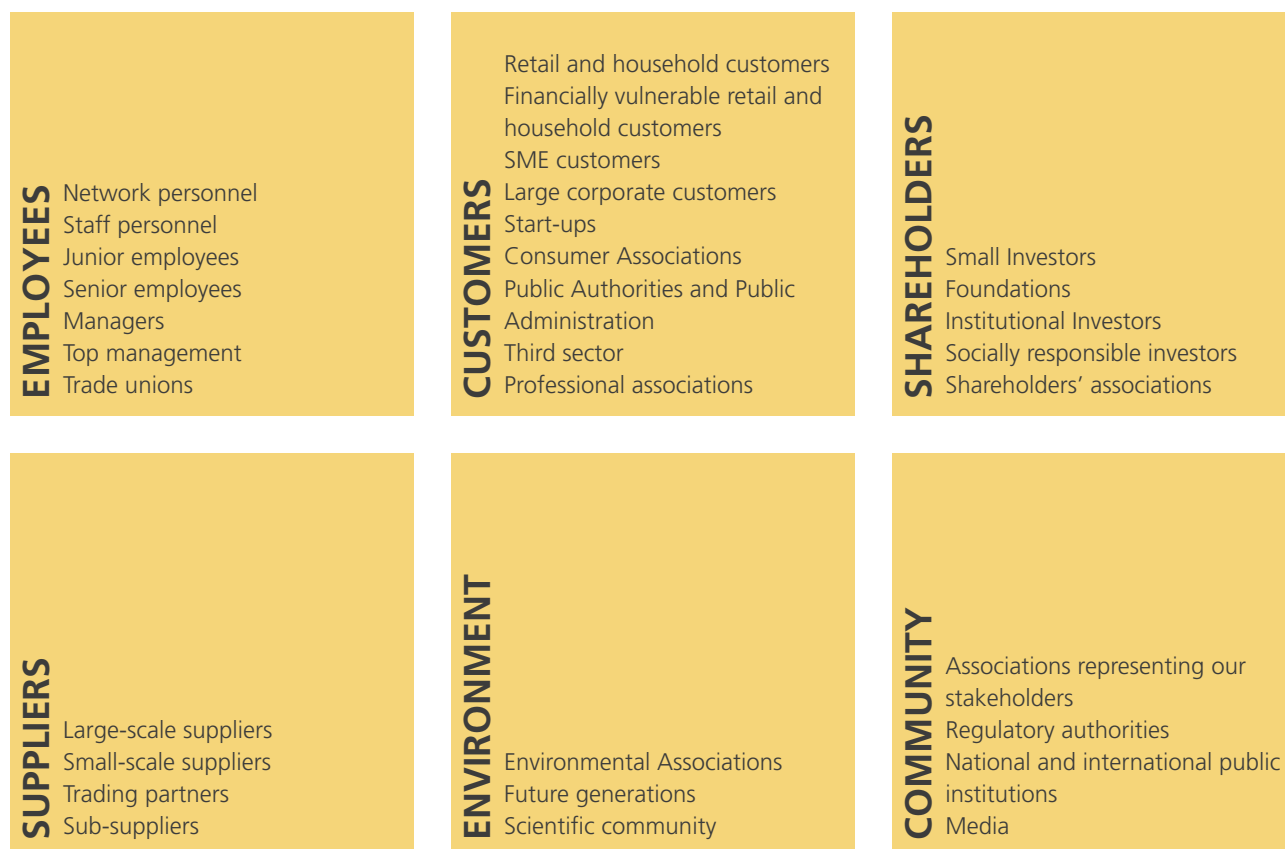 EMPLOYEES
Network personnel
Staff personnel
Junior employees
Senior employees
Managers
Top management
Trade unions
CUSTOMERS
Retail and household customers
Financially vulnerable retail and
household customers
SME customers
Large corporate customers
Start-ups
Consumer Associations
Public Authorities and Public
Administration
Third sector
Professional associations
SHAREHOLDERS
Small Investors
Foundations
Institutional Investors
Socially responsible investors
Shareholders’ associations
SUPPLIERS
Large-scale suppliers
Small-scale suppliers
Trading partners
Sub-suppliers
ENVIRONMENT
Environmental Associations
Future generations
Scientific community
COMMUNITY
Associations representing our
stakeholders
Regulatory authorities
National and international public
institutions
Media